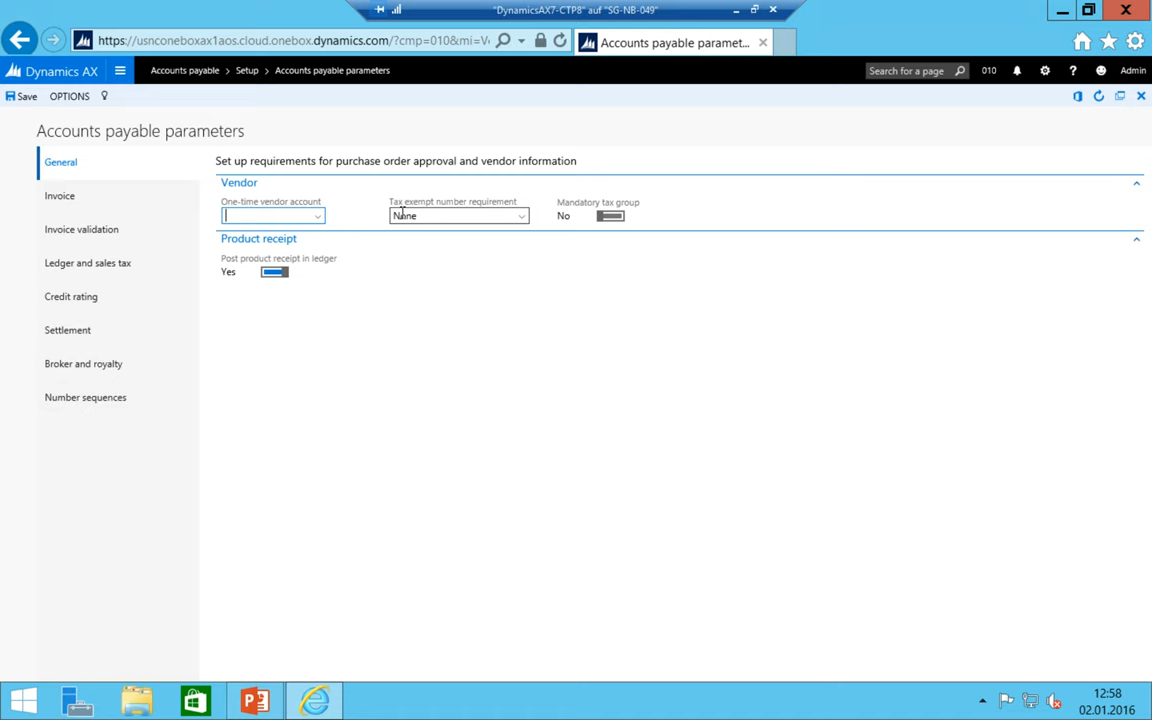 "DynamicsAX7-CTP8" auf "SG-NB-049"
https://usnconeboxax1aos.cloud.onebox.dynamics.com/?cmp=010&mi=V
Accounts payable paramet...
Dynamics AX
Accounts payable > Setup > Accounts payable parameters
Search for a page
010
Admin
Save
OPTIONS
Accounts payable parameters
General
Invoice
Invoice validation
Ledger and sales tax
Credit rating
Settlement
Broker and royalty
Number sequences
Set up requirements for purchase order approval and vendor information
Vendor
One-time vendor account
Tax exempt number requirement
None
Mandatory tax group
No
Product receipt
Post product receipt in ledger
Yes
12:58
02.01.2016